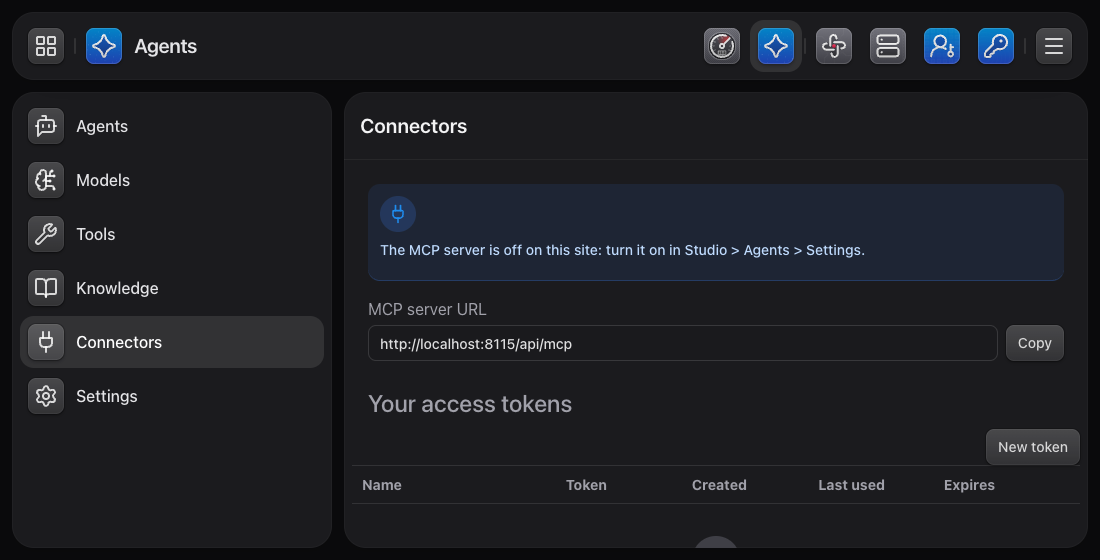 Agents
Agents
Models
Tools
Knowledge
Connectors
Settings
Connectors
The MCP server is off on this site: turn it on in Studio > Agents > Settings.
MCP server URL
http://localhost:8115/api/mcp
Copy
Your access tokens
New token
Name Token Created Last used Expires